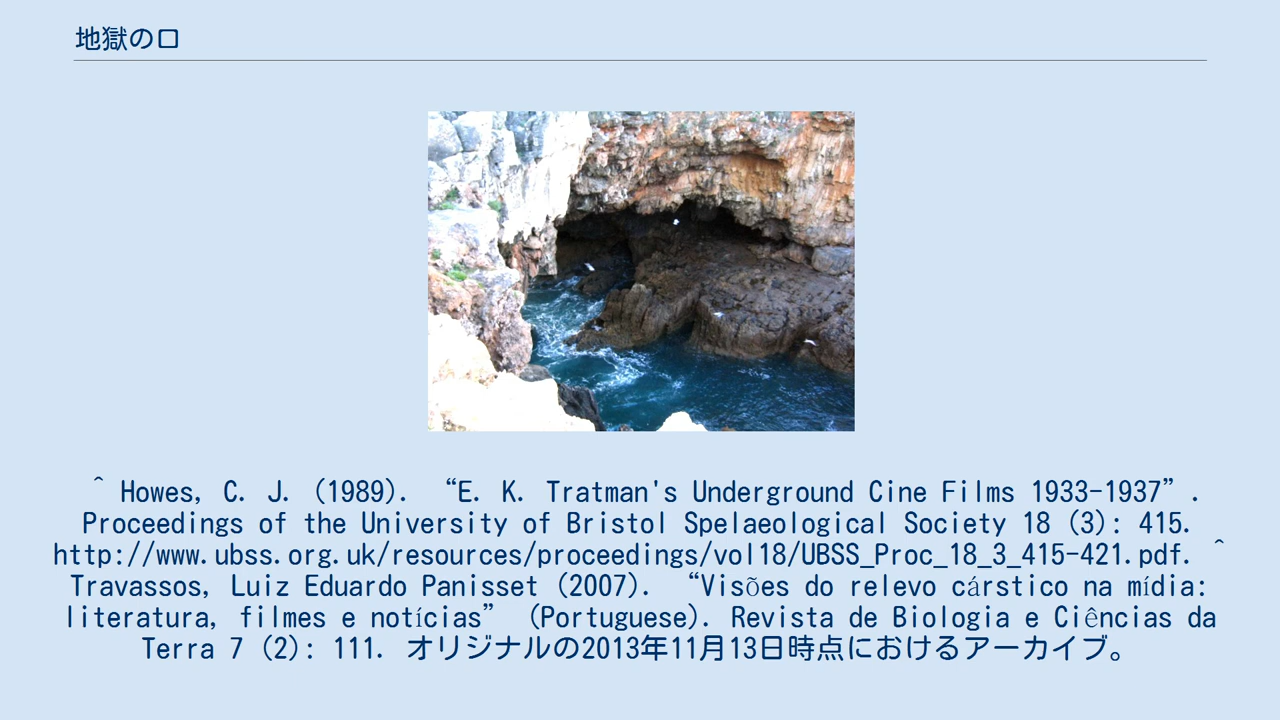 地獄の口
^ Howes, C. J. (1989). “E. K. Tratman's Underground Cine Films 1933-1937”.
Proceedings of the University of Bristol Spelaeological Society 18 (3): 415.
http://www.ubss.org.uk/resources/proceedings/vol18/UBSS_Proc_18_3_415-421.pdf. ^
Travassos, Luiz Eduardo Panisset (2007). “Visões do relevo cárstico na mídia:
literatura, filmes e notícias” (Portuguese). Revista de Biologia e Ciências da
Terra 7 (2): 111. オリジナルの2013年11月13日時点におけるアーカイブ。